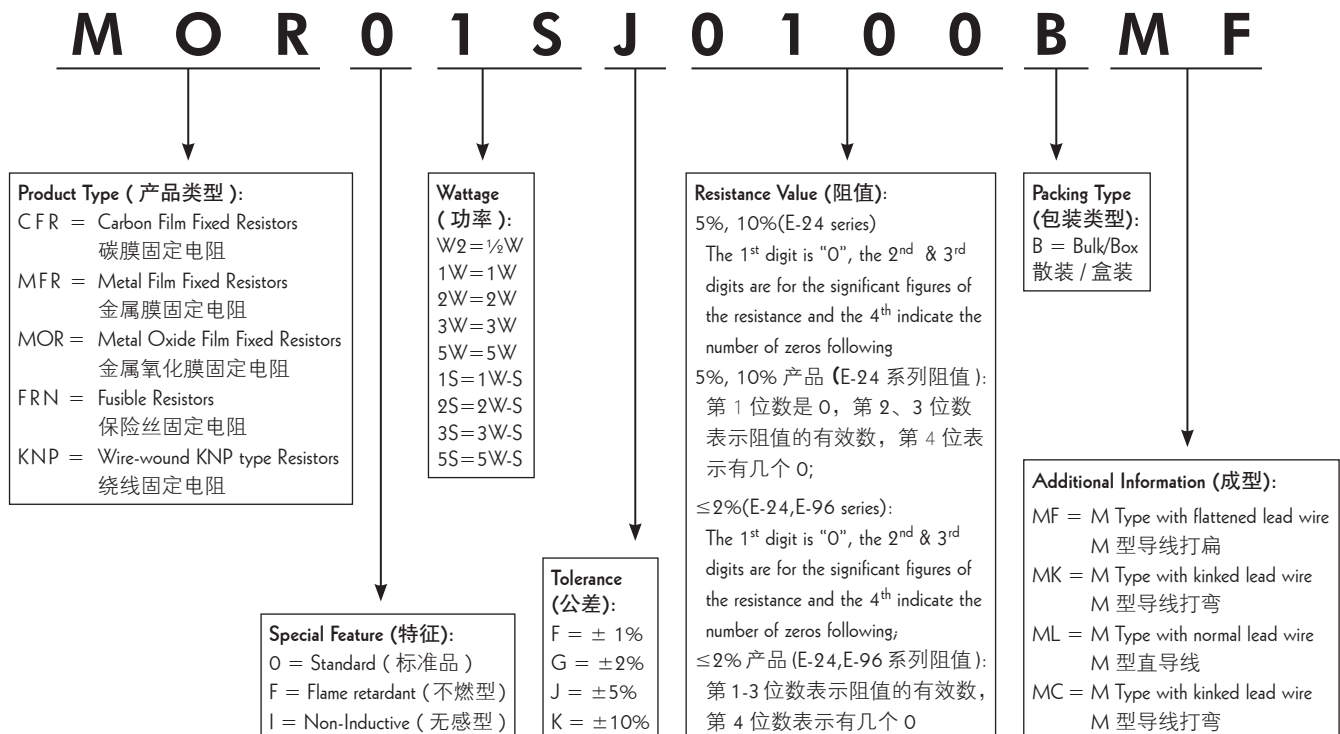 M O R 0 1 S J 0 1 0 0 B M F
Product Type ( 产品类型 ):
CFR = Carbon Film Fixed Resistors
碳膜固定电阻
MFR = Metal Film Fixed Resistors
金属膜固定电阻
MOR = Metal Oxide Film Fixed Resistors
金属氧化膜固定电阻
FRN = Fusible Resistors
保险丝固定电阻
KNP = Wire-wound KNP type Resistors
绕线固定电阻
Special Feature (特征):
0 = Standard ( 标准品 )
F = Flame retardant ( 不燃型 )
I = Non-Inductive ( 无感型 )
Wattage
( 功率 ):
W2=½W
1W=1W
2W=2W
3W=3W
5W=5W
1S=1W-S
2S=2W-S
3S=3W-S
5S=5W-S
Tolerance
(公差):
F = ± 1%
G = ±2%
J = ±5%
K = ±10%
Resistance Value (阻值):
5%, 10%(E-24 series)
The 1st digit is “0”, the 2nd & 3rd
digits are for the significant figures of
the resistance and the 4th indicate the
number of zeros following
5%, 10% 产品 (E-24 系列阻值 ):
第 1 位数是 0，第 2、3 位数
表示阻值的有效数，第 4 位表
示有几个 0;
≤2%(E-24,E-96 series):
The 1st digit is “0”, the 2nd & 3rd
digits are for the significant figures of
the resistance and the 4th indicate the
number of zeros following;
≤2% 产品 (E-24,E-96 系列阻值 ):
第 1-3 位数表示阻值的有效数，
第 4 位数表示有几个 0
Packing Type
(包装类型):
B = Bulk/Box
散装 / 盒装
Additional Information (成型):
MF = M Type with flattened lead wire
M 型导线打扁
MK = M Type with kinked lead wire
M 型导线打弯
ML = M Type with normal lead wire
M 型直导线
MC = M Type with kinked lead wire
M 型导线打弯